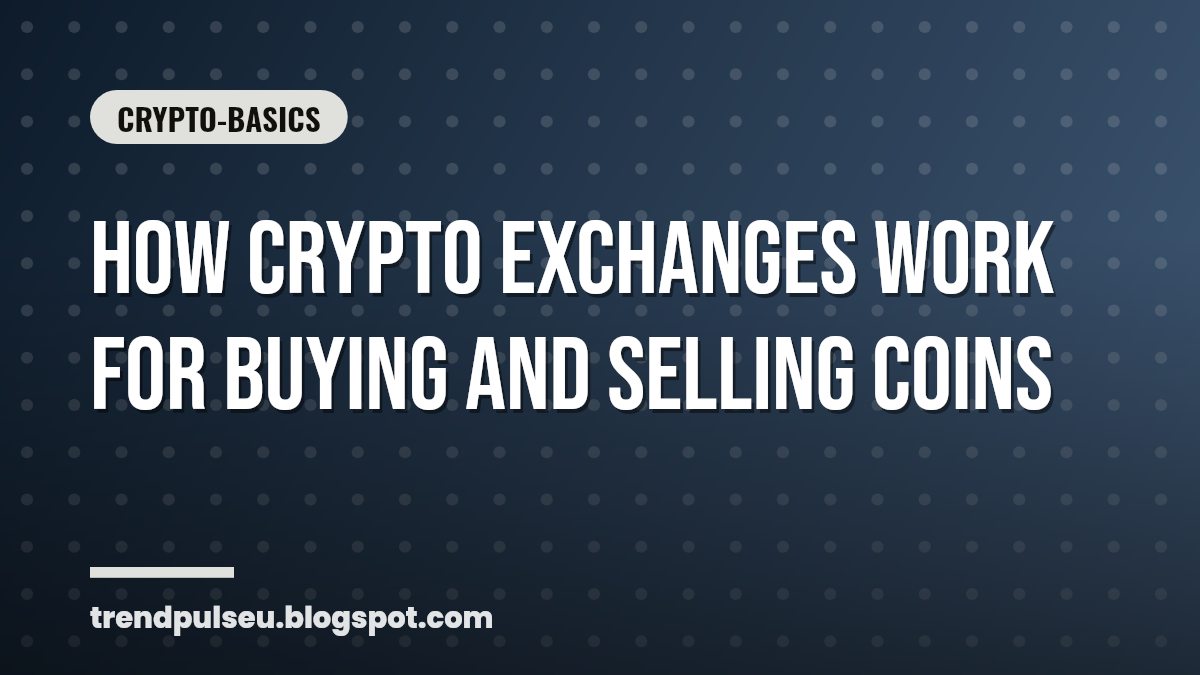 CRYPTO-BASICS
HOW CRYPTO EXCHANGES WORK
FOR BUYING AND SELLING COINS
trendpulseu.blogspot.com